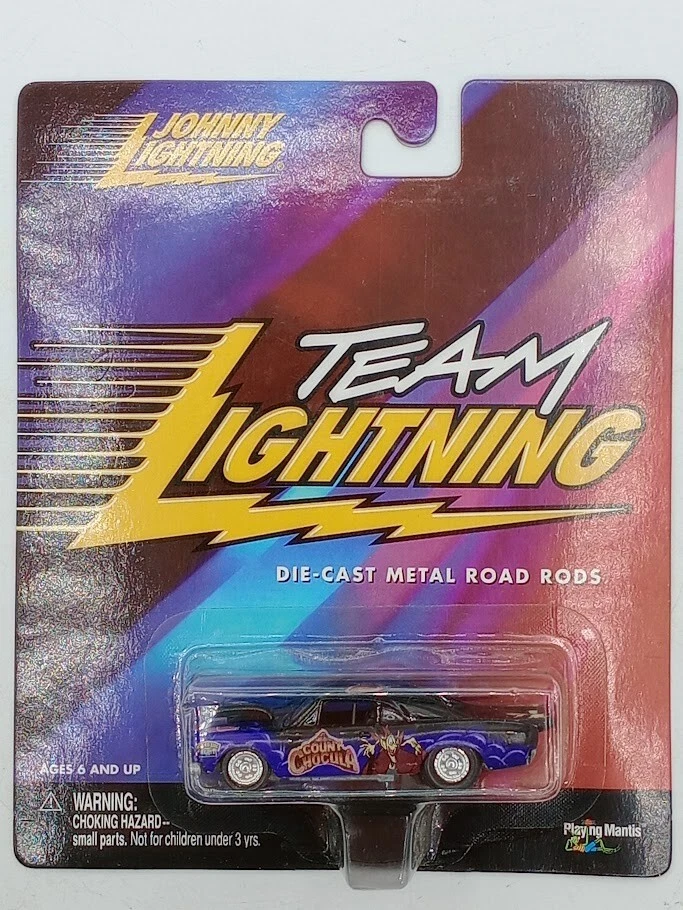 JOHNNY
LIGHTNING
TEAM
LIGHTNING
DIE-CAST METAL ROAD RODS
COUNT
CHOCULA
AGES 6 AND UP
WARNING:
CHOKING HAZARD--
small parts. Not for children under 3 yrs.
Playing Mantis